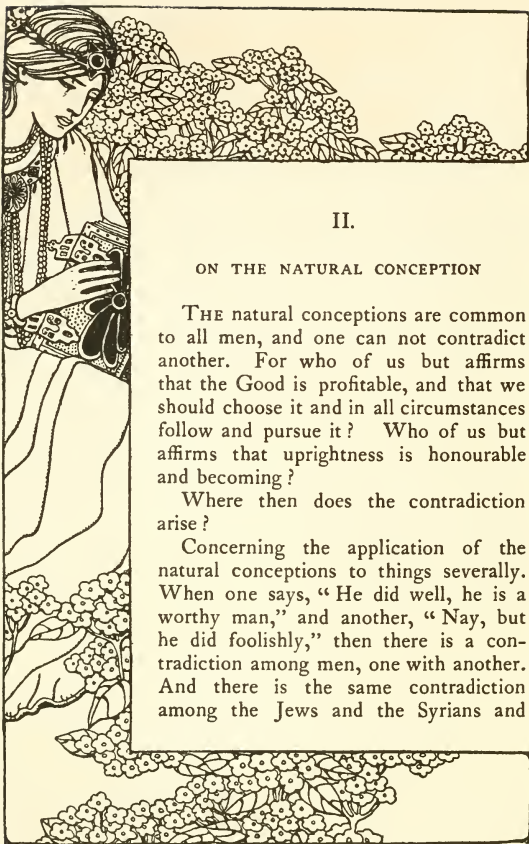 II.
ON THE NATURAL CONCEPTION
THE natural conceptions are common
to all men, and one can not contradict
another. For who of us but affirms
that the Good is profitable, and that we
should choose it and in all circumstances
follow and pursue it? Who of us but
affirms that uprightness is honourable
and becoming?
Where then does the contradiction
arise?
Concerning the application of the
natural conceptions to things severally.
When one says, “He did well, he is a
worthy man,” and another, “Nay, but
he did foolishly,” then there is a con-
tradiction among men, one with another.
And there is the same contradiction
among the Jews and the Syrians and